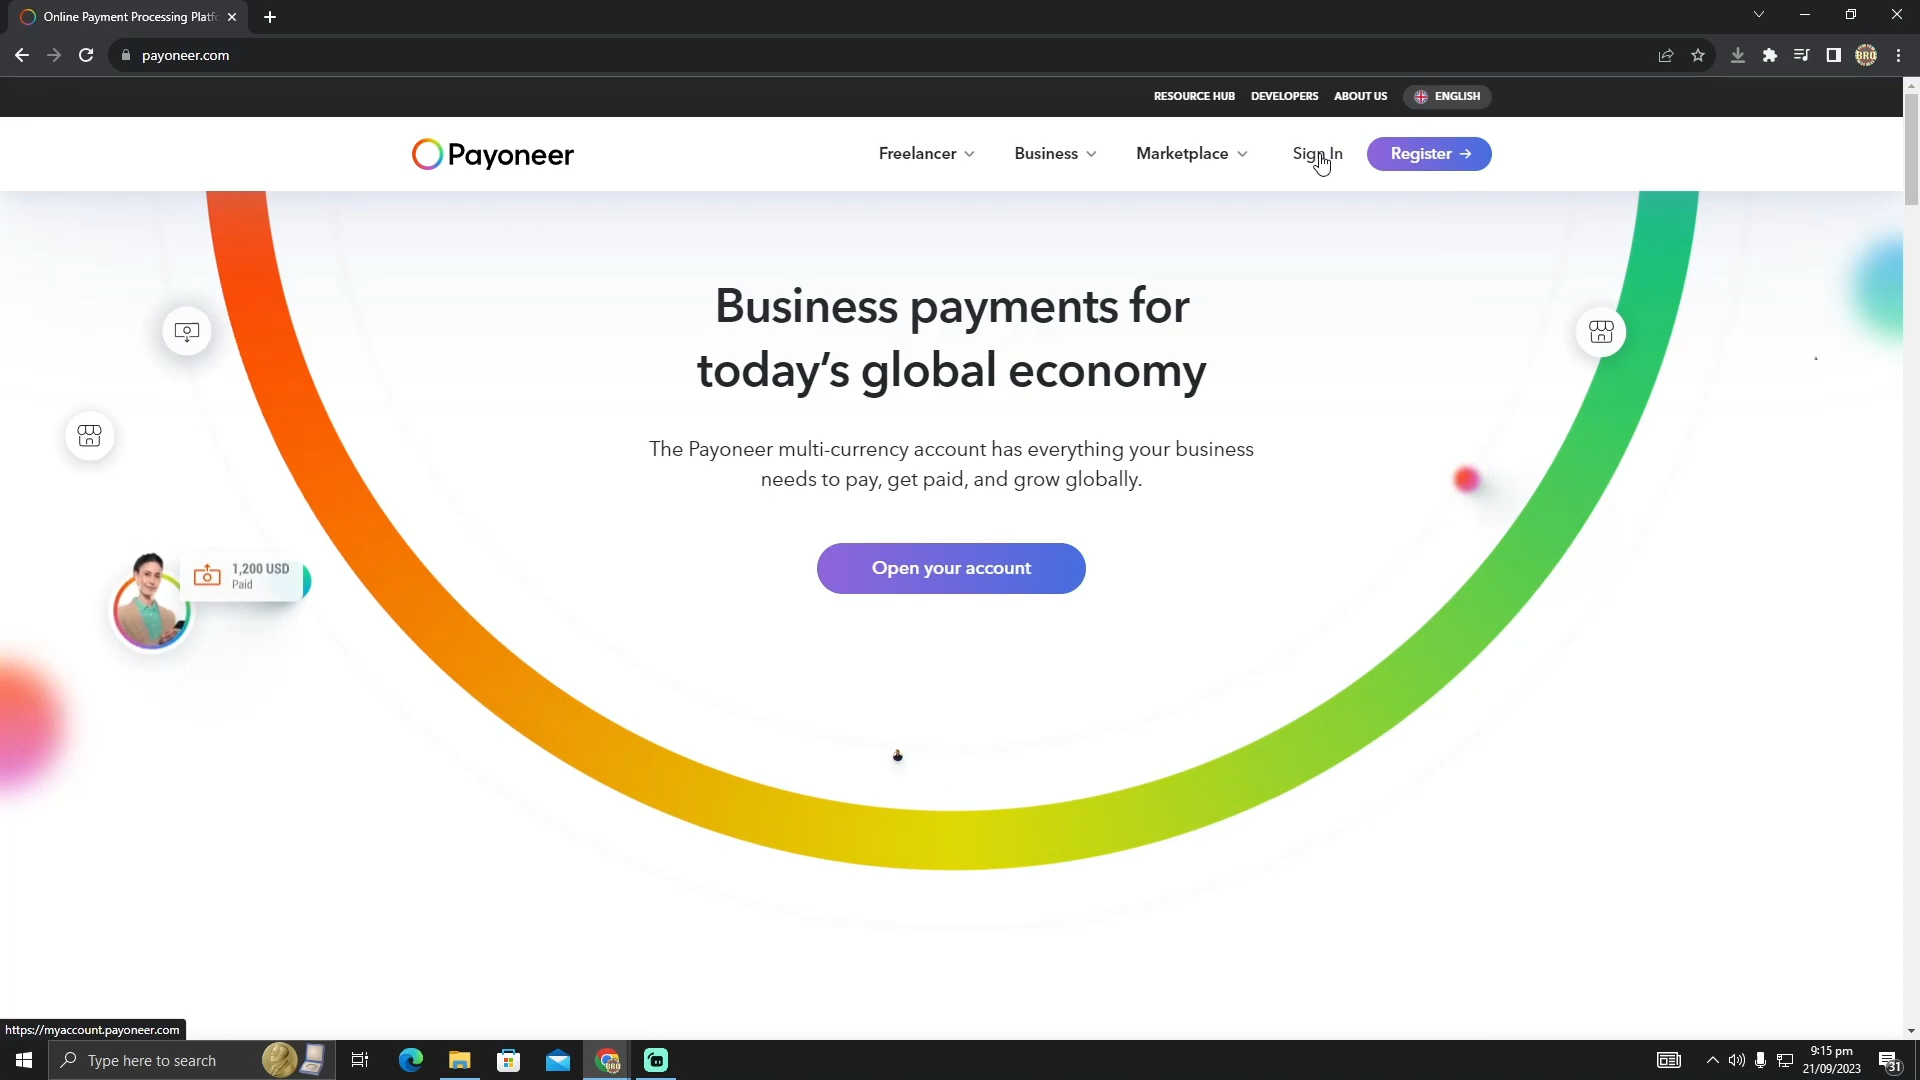 Online Payment Processing Platfo
payoneer.com
RESOURCE HUB DEVELOPERS ABOUT US ENGLISH
Payoneer
Freelancer Business Marketplace Sign In Register →
Business payments for
today's global economy
The Payoneer multi-currency account has everything your business
needs to pay, get paid, and grow globally.
Open your account
1,200 USD
Paid
https://myaccount.payoneer.com
Type here to search
9:15 pm
21/09/2023
31
BRO